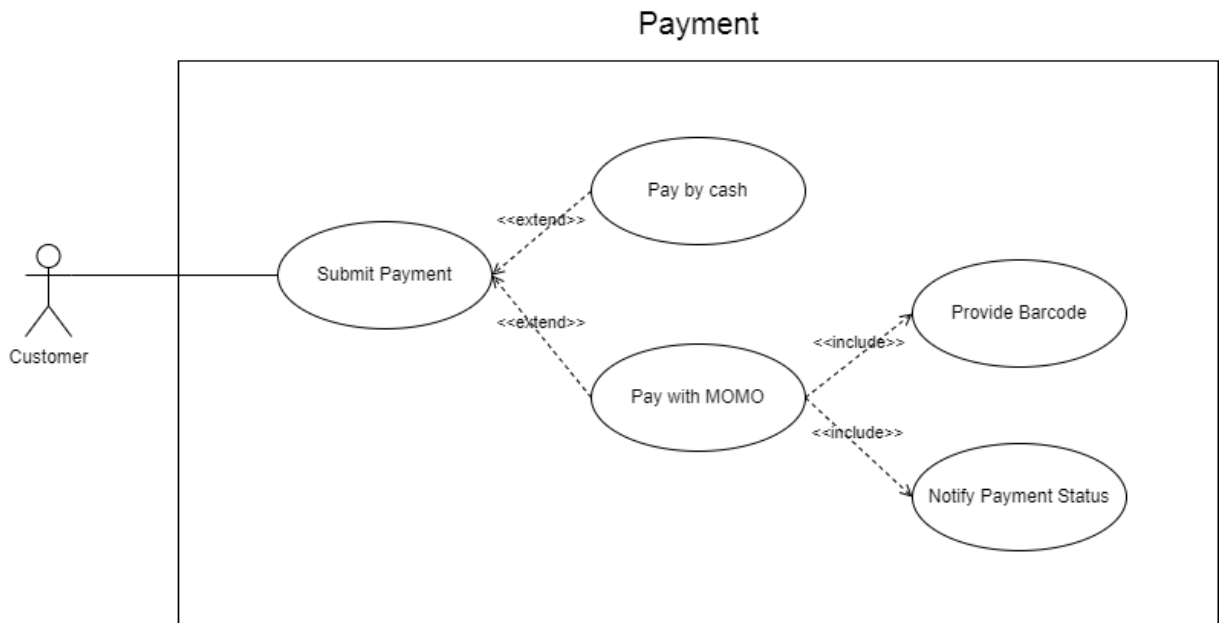 Payment
Pay by cash
<<extend>>
Submit Payment
Customer
<<extend>>
Pay with MOMO
<<include>>
Provide Barcode
<<include>>
Notify Payment Status